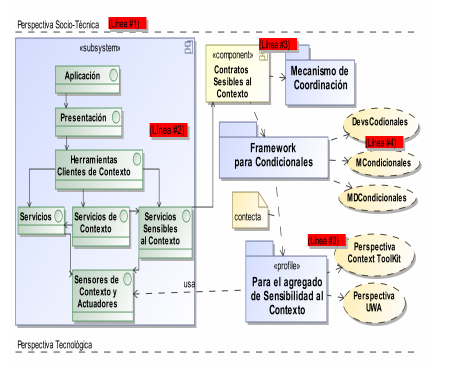 Perspectiva Socio-Técnica
(Línea #1)
«subsystem»
Aplicación
Presentación
(Línea #2)
Herramientas
Clientes de Contexto
Servicios
Servicios de
Contexto
Servicios
Sensibles
al Contexto
Sensores de
Contexto y
Actuadores
«component»
(Línea #3)
Contratos
Sesibles al
Contexto
Mecanismo de
Coordinación
Framework
para Condicionales
DevsCodionales
(Línea #4)
MCondicionales
MDCondicionales
contecta
(Línea #3)
«profile»
Para el agregado
de Sensibilidad al
Contexto
Perspectiva
Context ToolKit
Perspectiva
UWA
usa
Perspectiva Tecnológica